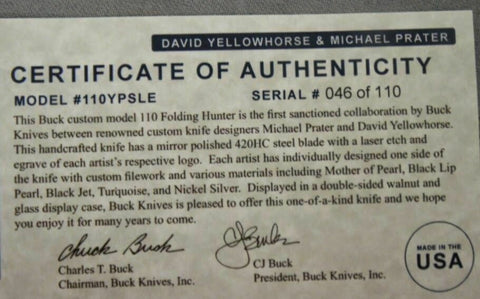 DAVID YELLOWHORSE & MICHAEL PRATER
CERTIFICATE OF AUTHENTICITY
MODEL #110YPSLE SERIAL # 046 of 110
This Buck custom model 110 Folding Hunter is the first sanctioned collaboration by Buck
Knives between renowned custom knife designers Michael Prater and David Yellowhorse.
This handcrafted knife has a mirror polished 420HC steel blade with a laser etch and
egrave of each artist's respective logo. Each artist has individually designed one side of
the knife with custom filework and various materials including Mother of Pearl, Black Lip
Pearl, Black Jet, Turquoise, and Nickel Silver. Displayed in a double-sided walnut and
glass display case, Buck Knives is pleased to offer this one-of-a-kind knife and we hope
you enjoy it for many years to come.
Chuck Buck CJ Buck
Charles T. Buck CJ Buck
Chairman, Buck Knives, Inc. President, Buck Knives, Inc.
MADE IN THE
USA